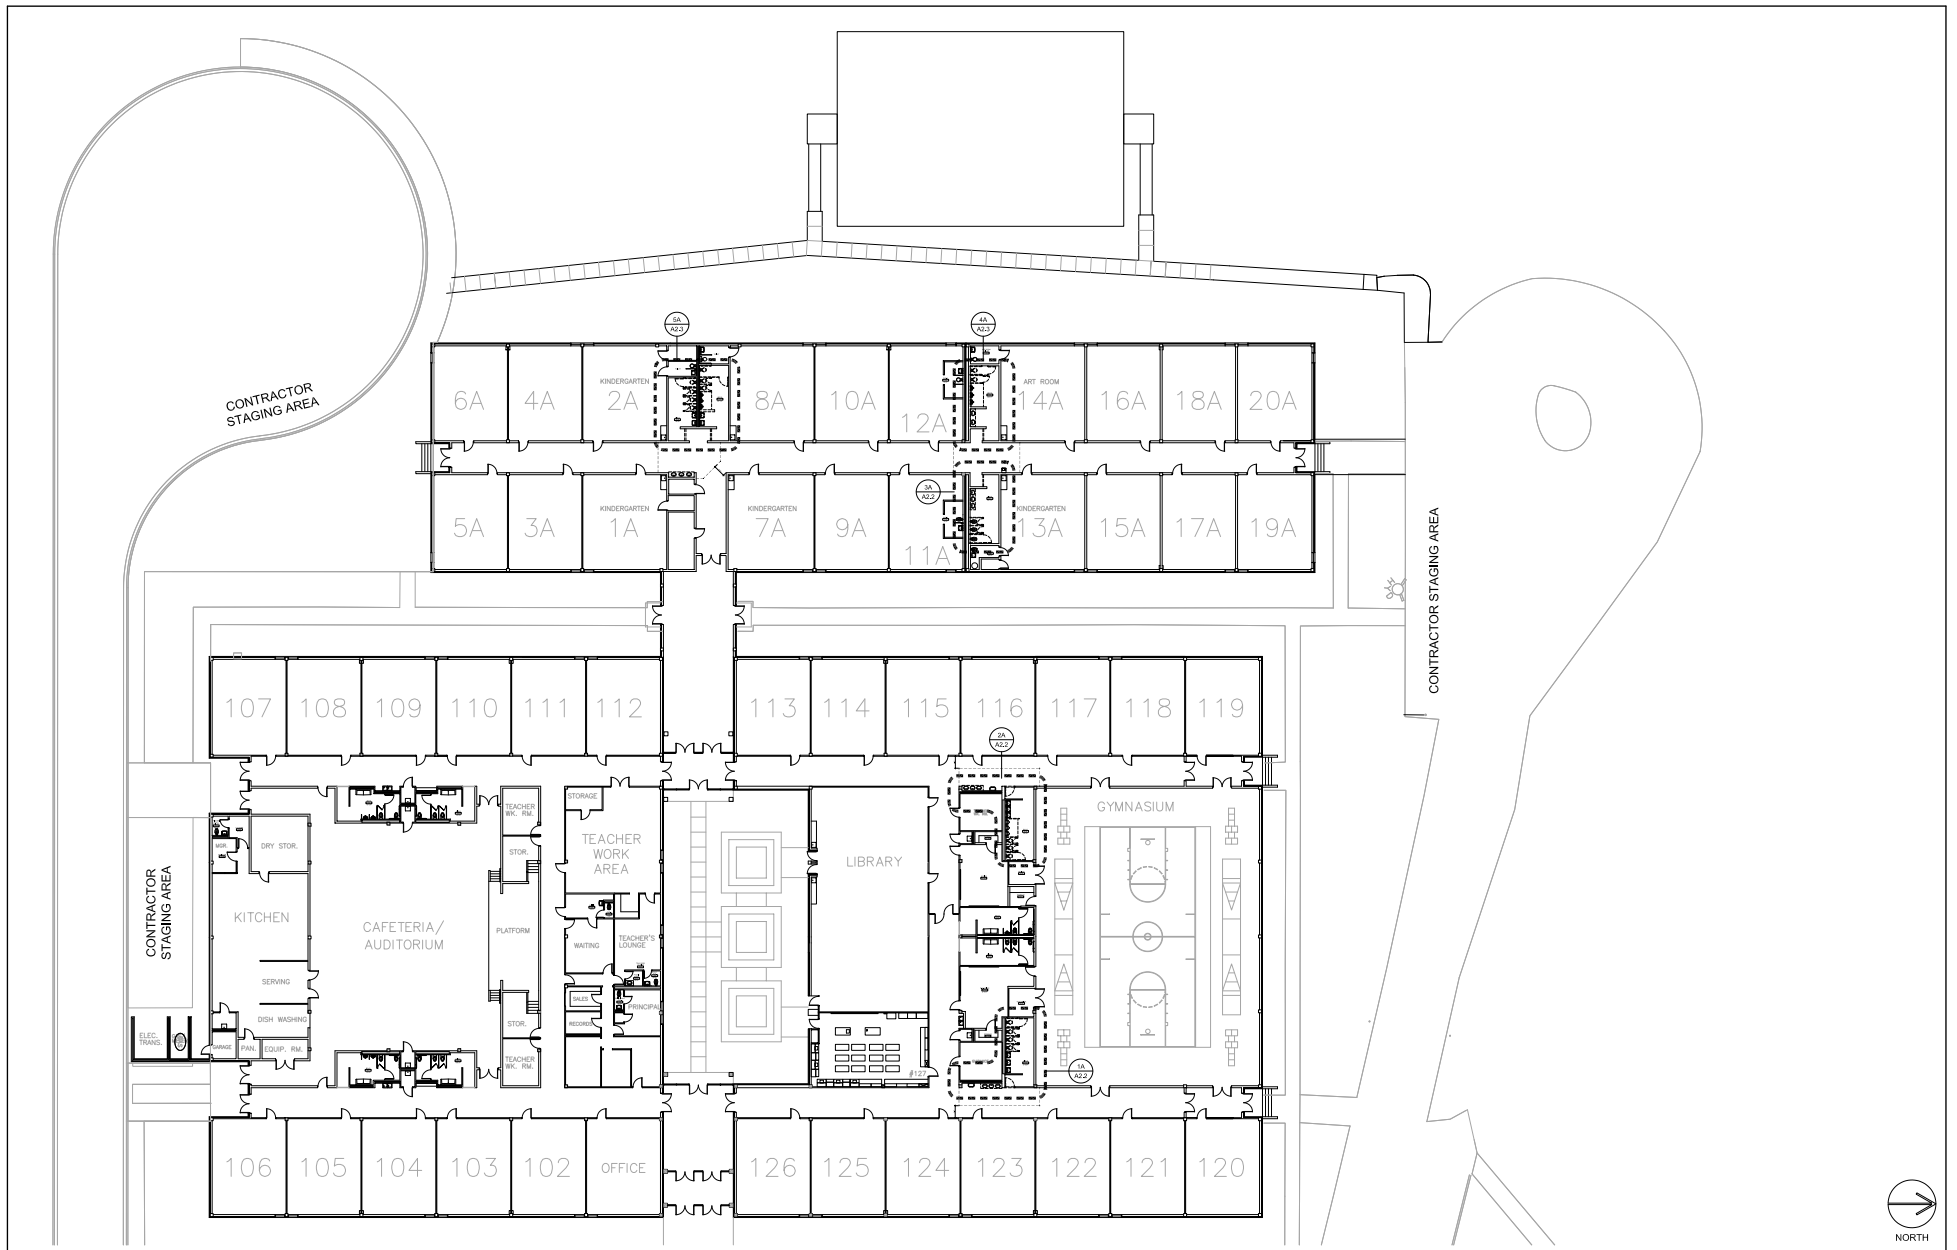 5A
A2.3
4A
A2.3
CONTRACTOR
STAGING AREA
6A
4A
KINDERGARTEN
2A
8A
10A
12A
ART ROOM
14A
16A
18A
20A
5A
3A
KINDERGARTEN
1A
KINDERGARTEN
7A
9A
11A
3A
A2.2
KINDERGARTEN
13A
15A
17A
19A
CONTRACTOR STAGING AREA
107
108
109
110
111
112
113
114
115
116
117
118
119
2A
A2.2
STORAGE
TEACHER
WK. RM.
STOR.
TEACHER
WORK
AREA
LIBRARY
GYMNASIUM
MGR.
DRY STOR.
CONTRACTOR
STAGING AREA
KITCHEN
CAFETERIA/
AUDITORIUM
PLATFORM
WAITING
TEACHER'S
LOUNGE
SERVING
SALES
PRINCIPAL
DISH WASHING
STOR.
RECORDS
ELEC.
TRANS.
GARAGE
PAN.
EQUIP. RM.
TEACHER
WK. RM.
#127
1A
A2.2
106
105
104
103
102
OFFICE
126
125
124
123
122
121
120
NORTH